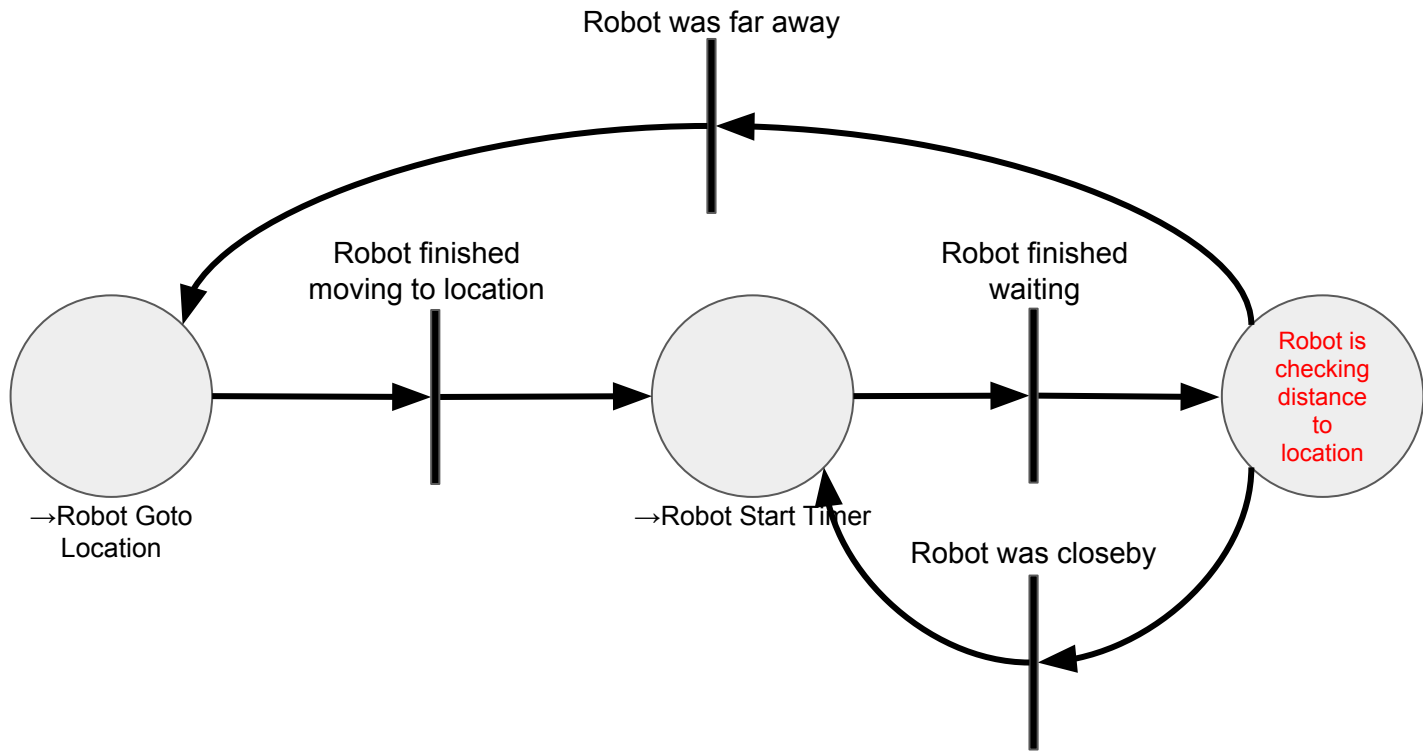 Robot was far away
Robot finished
moving to location
Robot finished
waiting
Robot is
checking
distance
to
location
→Robot Goto
Location
→Robot Start Timer
Robot was closeby